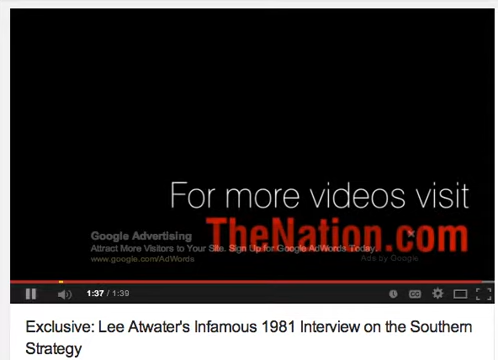 For more videos visit
TheNation.com
Google Advertising
Attract More Visitors to Your Site. Sign Up for Google AdWords Today.
www.google.com/AdWords
Ads by Google
1:37 / 1:39
CC
Exclusive: Lee Atwater's Infamous 1981 Interview on the Southern
Strategy